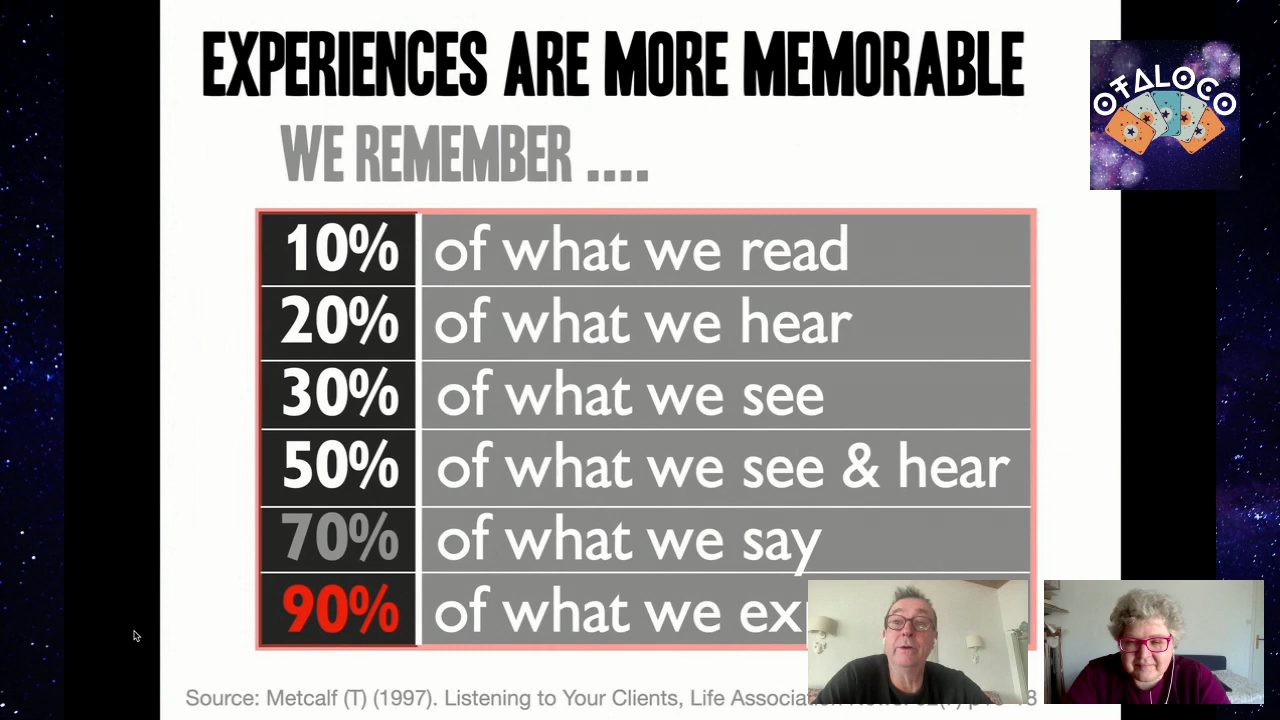 EXPERIENCES ARE MORE MEMORABLE
OTALOCO
WE REMEMBER ....
10% of what we read
20% of what we hear
30% of what we see
50% of what we see & hear
70% of what we say
90% of what we
Source: Metcalf (T) (1997). Listening to Your Clients, Life